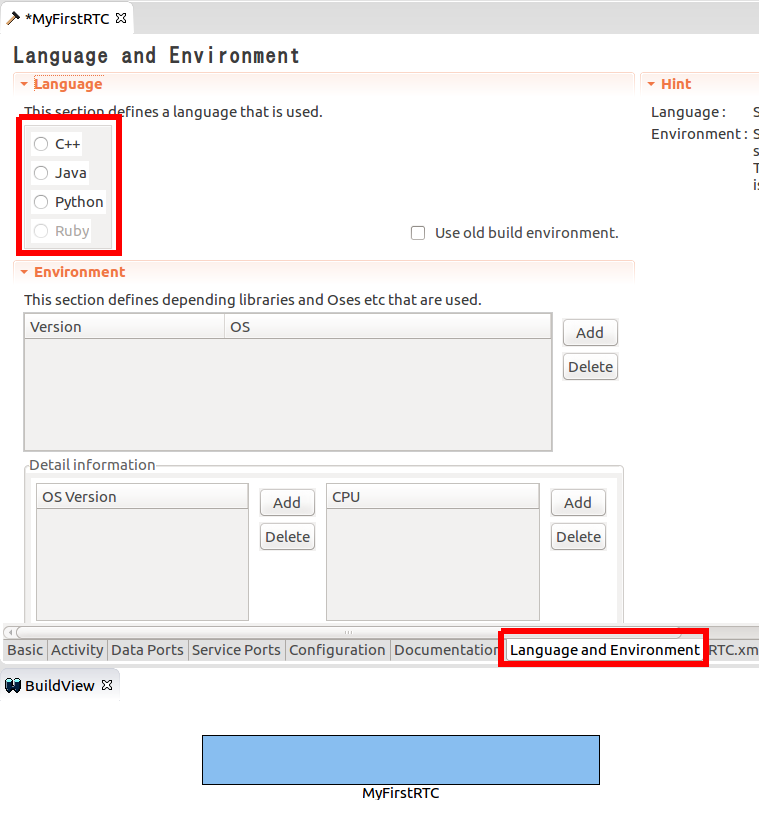 *MyFirstRTC
Language and Environment
Language
This section defines a language that is used.
C++
Java
Python
Ruby
Use old build environment.
Hint
Language :
Environment :
Environment
This section defines depending libraries and Oses etc that are used.
Version OS
Add
Delete
Detail information
OS Version
Add
Delete
CPU
Add
Delete
Basic Activity Data Ports Service Ports Configuration Documentation Language and Environment RTC.xm
BuildView
MyFirstRTC